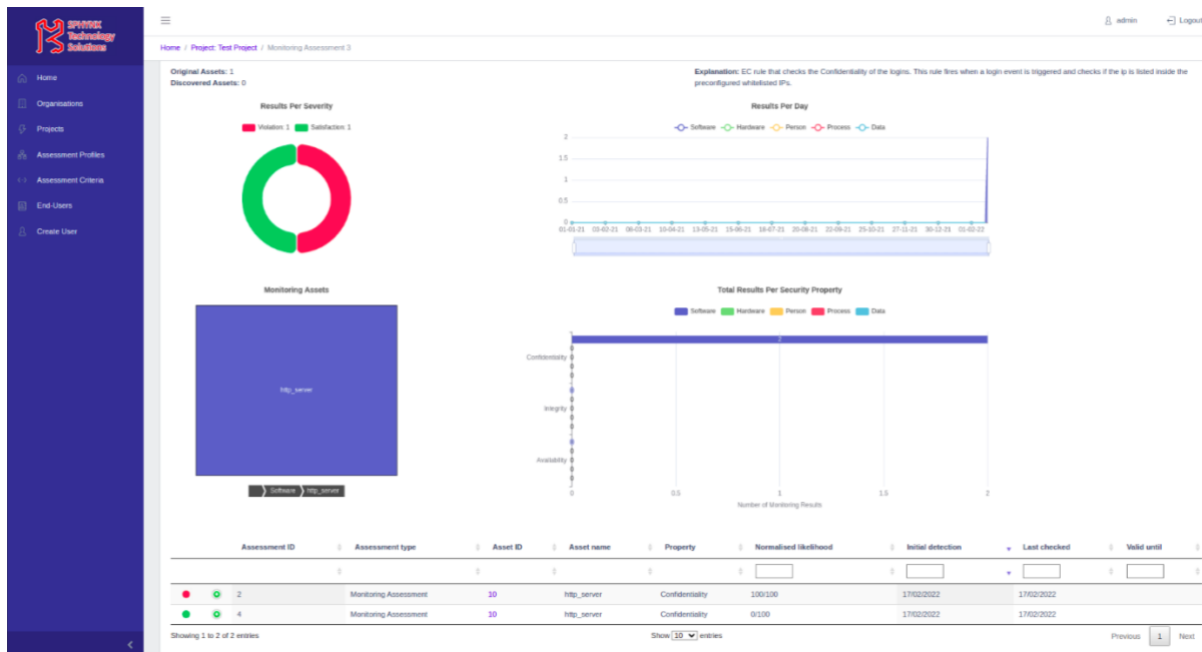 SPHYNX
Technology
Solutions
admin
Logout
Home / Project: Test Project / Monitoring Assessment 3
Home
Organisations
Projects
Assessment Profiles
Assessment Criteria
End-Users
Create User
Original Assets: 1
Discovered Assets: 0
Explanation: EC rule that checks the Confidentiality of the logins. This rule fires when a login event is triggered and checks if the ip is listed inside the
preconfigured whitelisted IPs.
Results Per Severity
Violation: 1 Satisfaction: 1
Results Per Day
Software Hardware Person Process Data
2
1.5
1
0.5
0
01-01-21 03-02-21 08-03-21 10-04-21 13-05-21 15-06-21 18-07-21 20-08-21 22-09-21 25-10-21 27-11-21 30-12-21 01-02-22
Monitoring Assets
http_server
Software http_server
Total Results Per Security Property
Software Hardware Person Process Data
2
Confidentiality
Integrity
Availability
0 0.5 1 1.5 2
Number of Monitoring Results
Assessment ID Assessment type Asset ID Asset name Property Normalised likelihood Initial detection Last checked Valid until
2 Monitoring Assessment 10 http_server Confidentiality 100/100 17/02/2022 17/02/2022
4 Monitoring Assessment 10 http_server Confidentiality 0/100 17/02/2022 17/02/2022
Showing 1 to 2 of 2 entries
Show 10 entries
Previous 1 Next